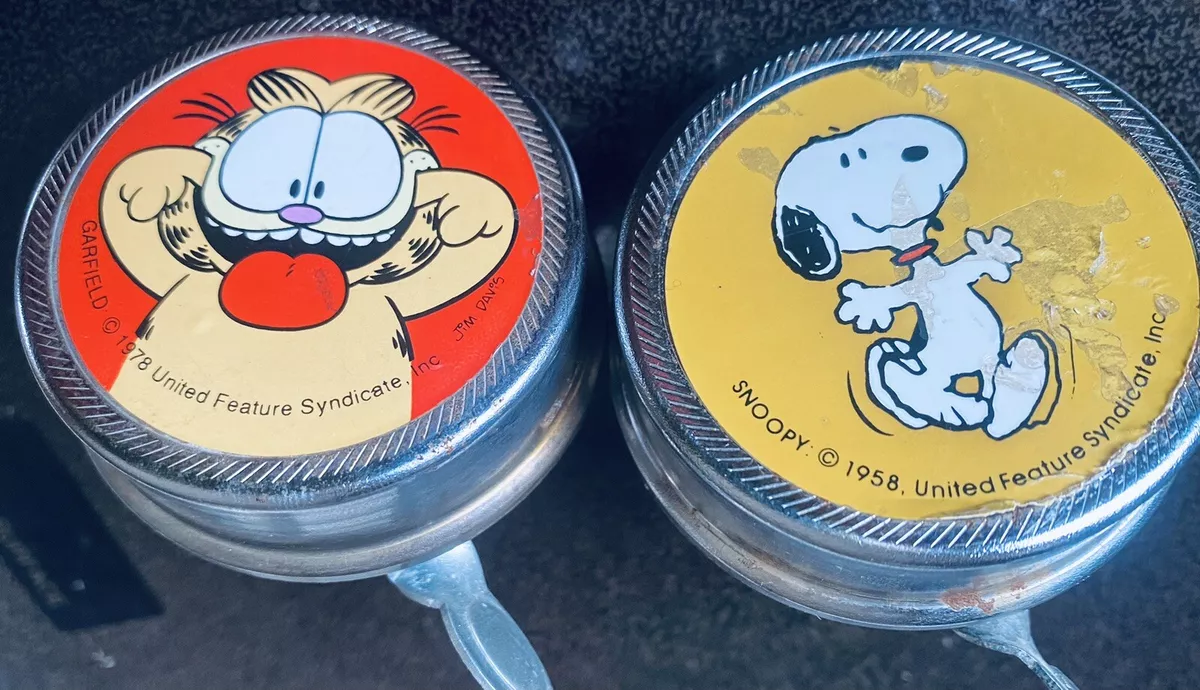 GARFIELD: © 1978 United Feature Syndicate, Inc
JIM DAVIS
SNOOPY: © 1958, United Feature Syndicate, Inc.